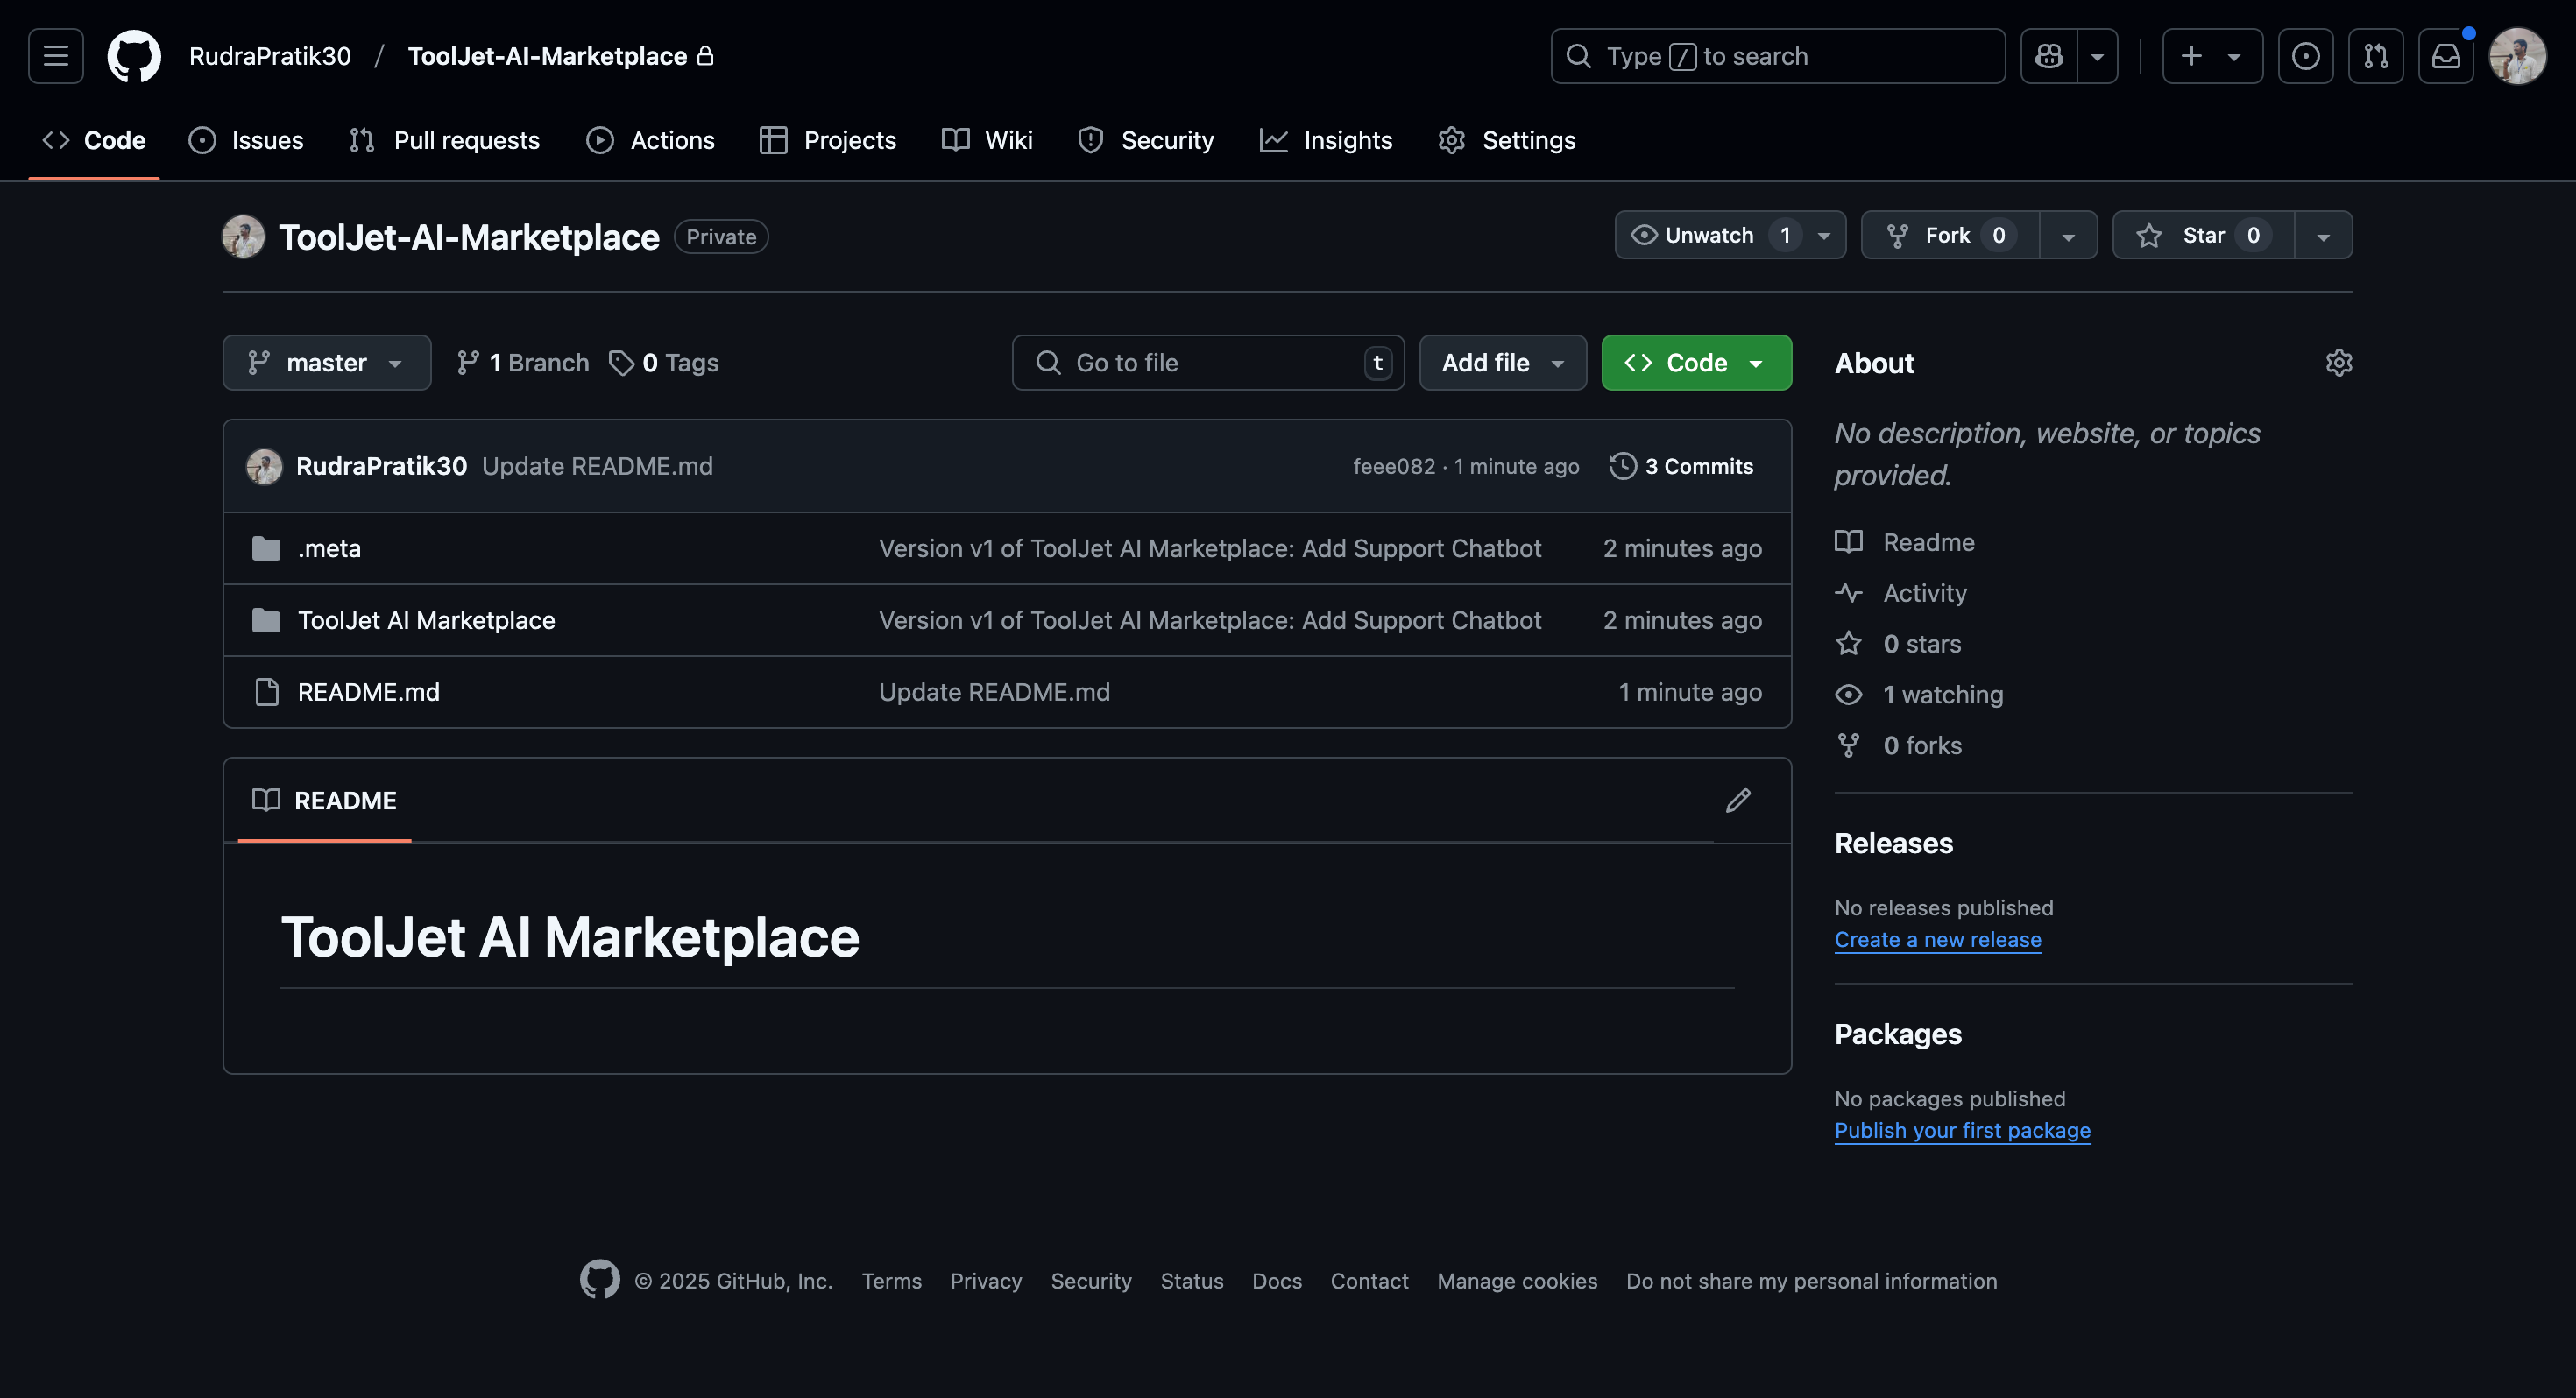 RudraPratik30 / ToolJet-AI-Marketplace
Type / to search
Code Issues Pull requests Actions Projects Wiki Security Insights Settings
ToolJet-AI-Marketplace Private
Unwatch 1 Fork 0 Star 0
master 1 Branch 0 Tags Go to file t Add file Code
RudraPratik30 Update README.md feee082 · 1 minute ago 3 Commits
.meta Version v1 of ToolJet AI Marketplace: Add Support Chatbot 2 minutes ago
ToolJet AI Marketplace Version v1 of ToolJet AI Marketplace: Add Support Chatbot 2 minutes ago
README.md Update README.md 1 minute ago
README
ToolJet AI Marketplace
About
No description, website, or topics
provided.
Readme
Activity
0 stars
1 watching
0 forks
Releases
No releases published
Create a new release
Packages
No packages published
Publish your first package
© 2025 GitHub, Inc. Terms Privacy Security Status Docs Contact Manage cookies Do not share my personal information